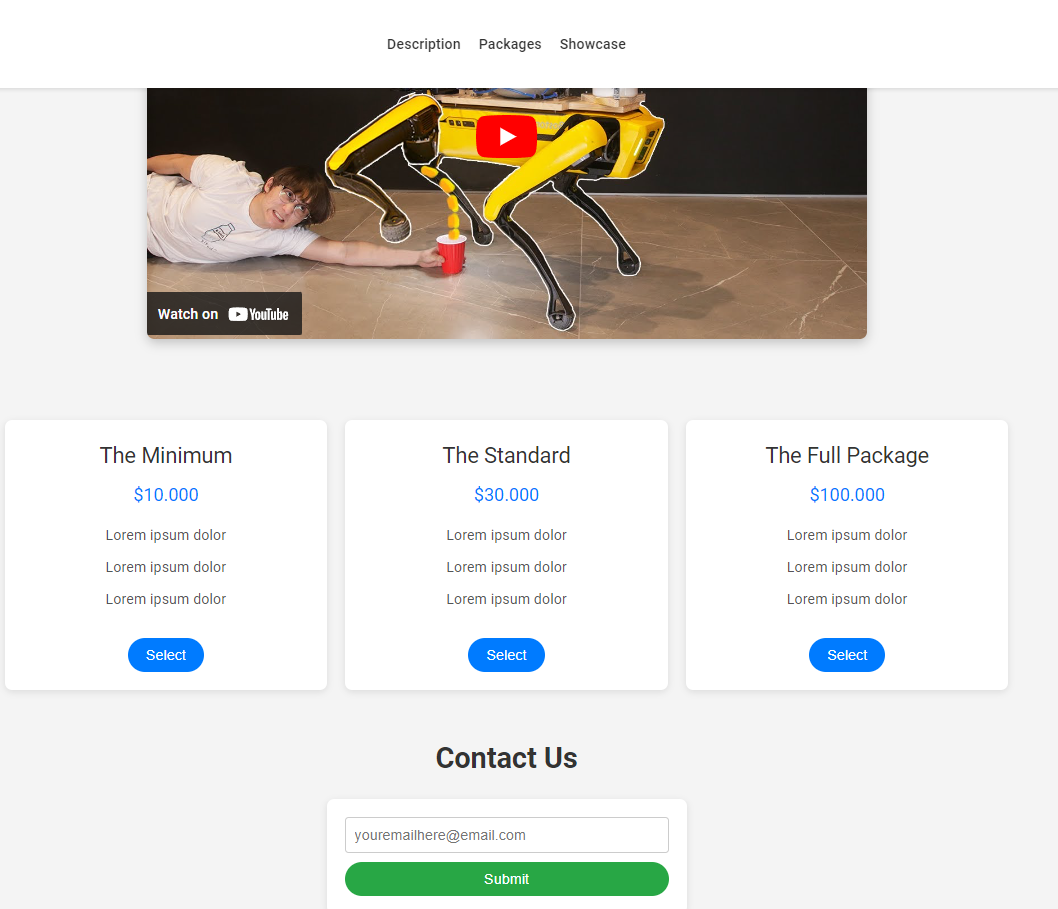 Description Packages Showcase
Watch on YouTube
The Minimum
$10.000
Lorem ipsum dolor
Lorem ipsum dolor
Lorem ipsum dolor
Select
The Standard
$30.000
Lorem ipsum dolor
Lorem ipsum dolor
Lorem ipsum dolor
Select
The Full Package
$100.000
Lorem ipsum dolor
Lorem ipsum dolor
Lorem ipsum dolor
Select
Contact Us
youremailhere@email.com
Submit